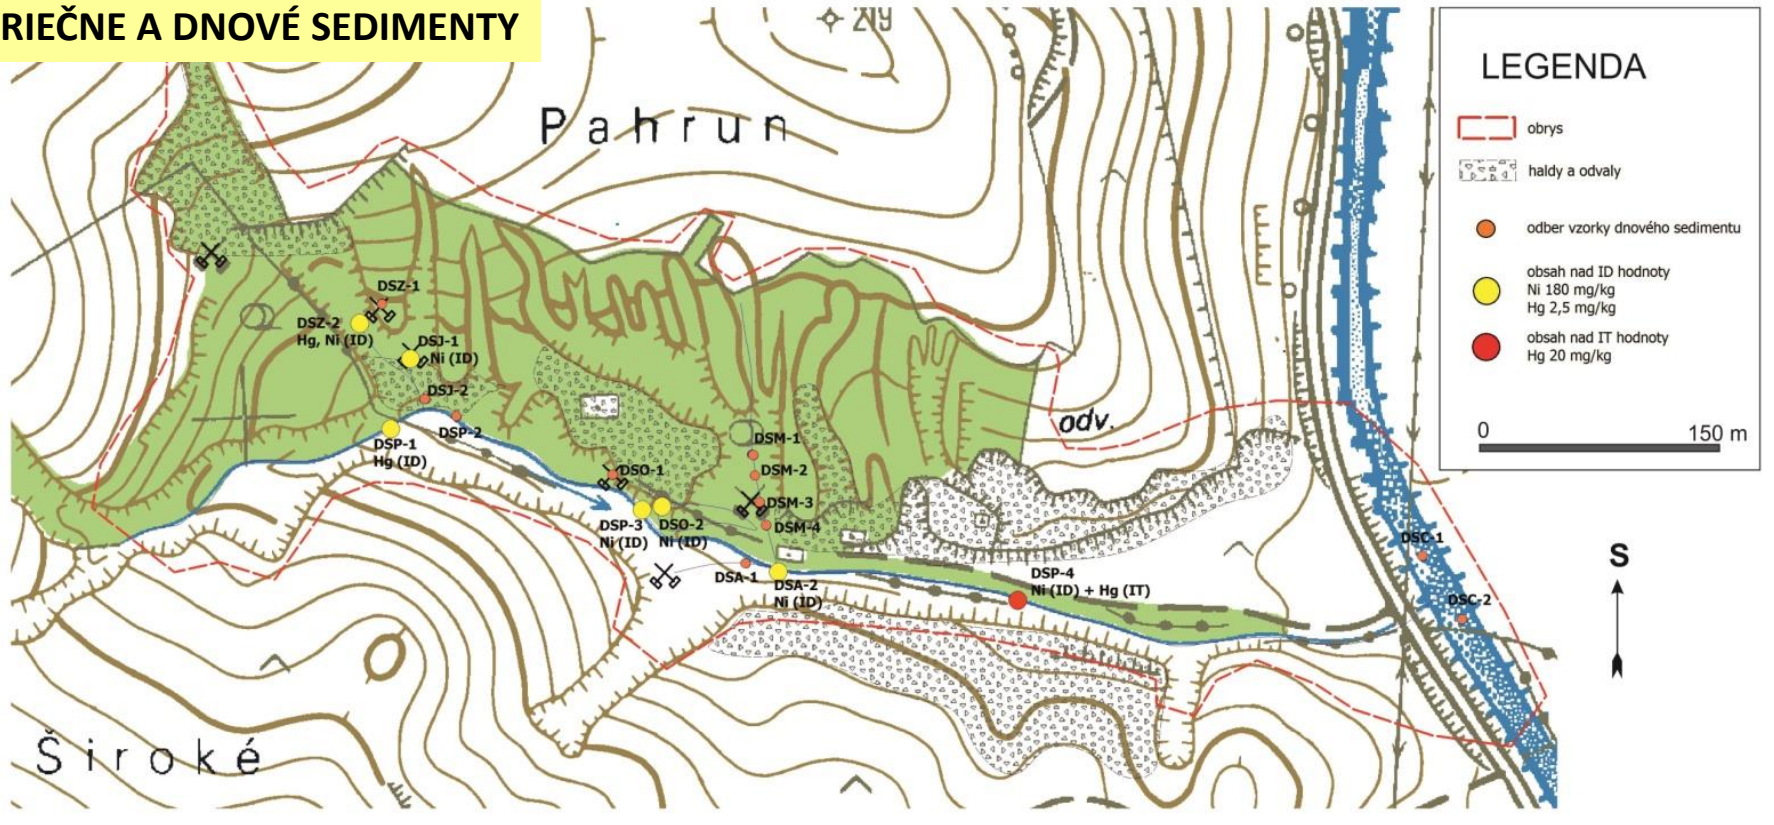 RIEČNE A DNOVÉ SEDIMENTY
219
Pahrun
LEGENDA
obrys
haldy a odvaly
odber vzorky dnového sedimentu
obsah nad ID hodnoty
Ni 180 mg/kg
Hg 2,5 mg/kg
obsah nad IT hodnoty
Hg 20 mg/kg
0 150 m
DSZ-1
DSZ-2
Hg, Ni (ID)
DSJ-1
Ni (ID)
DSJ-2
DSP-2
DSP-1
Hg (ID)
odv.
DSM-1
DSM-2
DSO-1
DSM-3
DSM-4
DSP-3
Ni (ID)
DSO-2
Ni (ID)
DSA-1
DSA-2
Ni (ID)
DSP-4
Ni (ID) + Hg (IT)
DSC-1
DSC-2
S
Široké